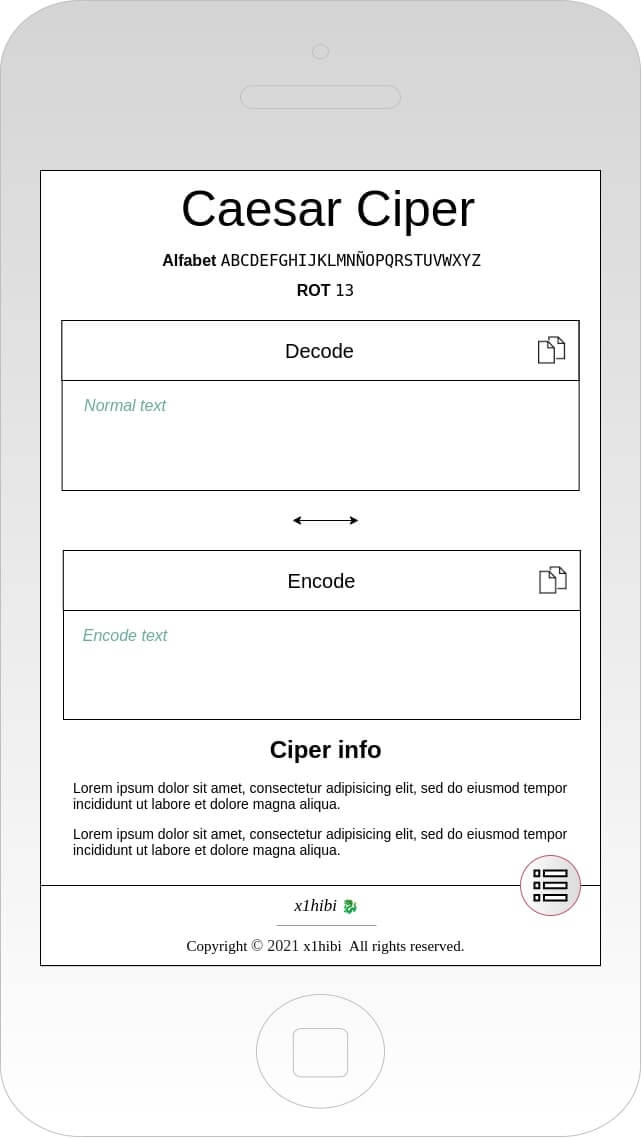 Caesar Ciper
Alfabet ABCDEFGHIJKLMNÑOPQRSTUVWXYZ
ROT 13
Decode
Normal text
Encode
Encode text
Ciper info
Lorem ipsum dolor sit amet, consectetur adipisicing elit, sed do eiusmod tempor
incididunt ut labore et dolore magna aliqua.
Lorem ipsum dolor sit amet, consectetur adipisicing elit, sed do eiusmod tempor
incididunt ut labore et dolore magna aliqua.
x1hibi 🐉
Copyright © 2021 x1hibi All rights reserved.